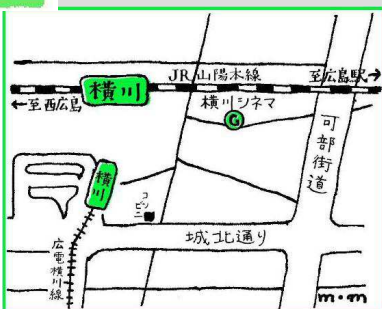 JR山陽本線
至広島駅→
横川
←至西広島
横川シネマ
G
可部街道
横川
コンビニ
城北通り
広電横川線
m・m